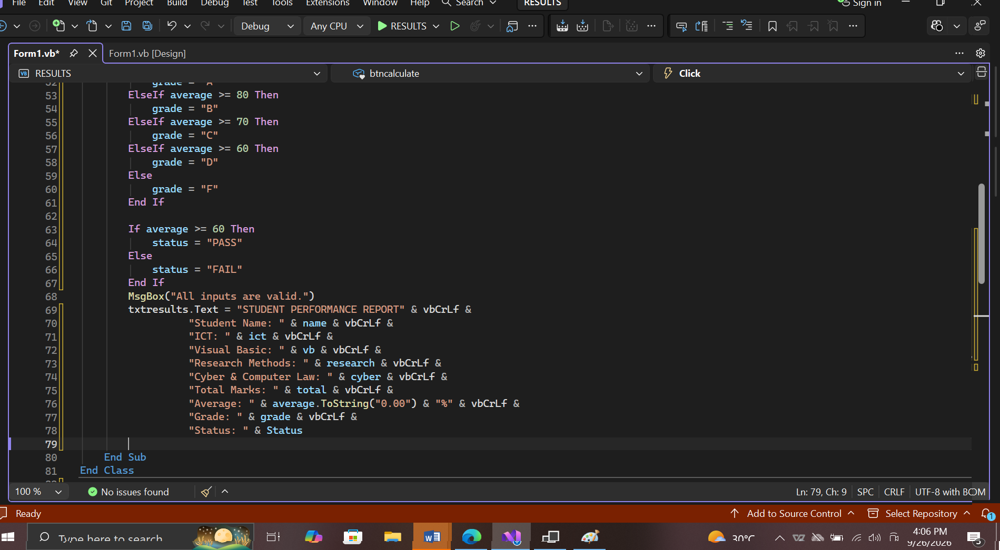 File Edit View Git Project Build Debug Test Tools Extensions Window Help Search RESULTS Sign in
Debug Any CPU RESULTS
Form1.vb* Form1.vb [Design]
VB RESULTS btncalculate Click
52 grade = "A
53 ElseIf average >= 80 Then
54 grade = "B"
55 ElseIf average >= 70 Then
56 grade = "C"
57 ElseIf average >= 60 Then
58 grade = "D"
59 Else
60 grade = "F"
61 End If
62
63 If average >= 60 Then
64 status = "PASS"
65 Else
66 status = "FAIL"
67 End If
68 MsgBox("All inputs are valid.")
69 txtresults.Text = "STUDENT PERFORMANCE REPORT" & vbCrLf &
70 "Student Name: " & name & vbCrLf &
71 "ICT: " & ict & vbCrLf &
72 "Visual Basic: " & vb & vbCrLf &
73 "Research Methods: " & research & vbCrLf &
74 "Cyber & Computer Law: " & cyber & vbCrLf &
75 "Total Marks: " & total & vbCrLf &
76 "Average: " & average.ToString("0.00") & "%" & vbCrLf &
77 "Grade: " & grade & vbCrLf &
78 "Status: " & Status
79
80 End Sub
81 End Class
100 % No issues found Ln: 79, Ch: 9 SPC CRLF UTF-8 with BOM
Ready Add to Source Control Select Repository 1
Type here to search W 30°C 4:06 PM
9/26/2026